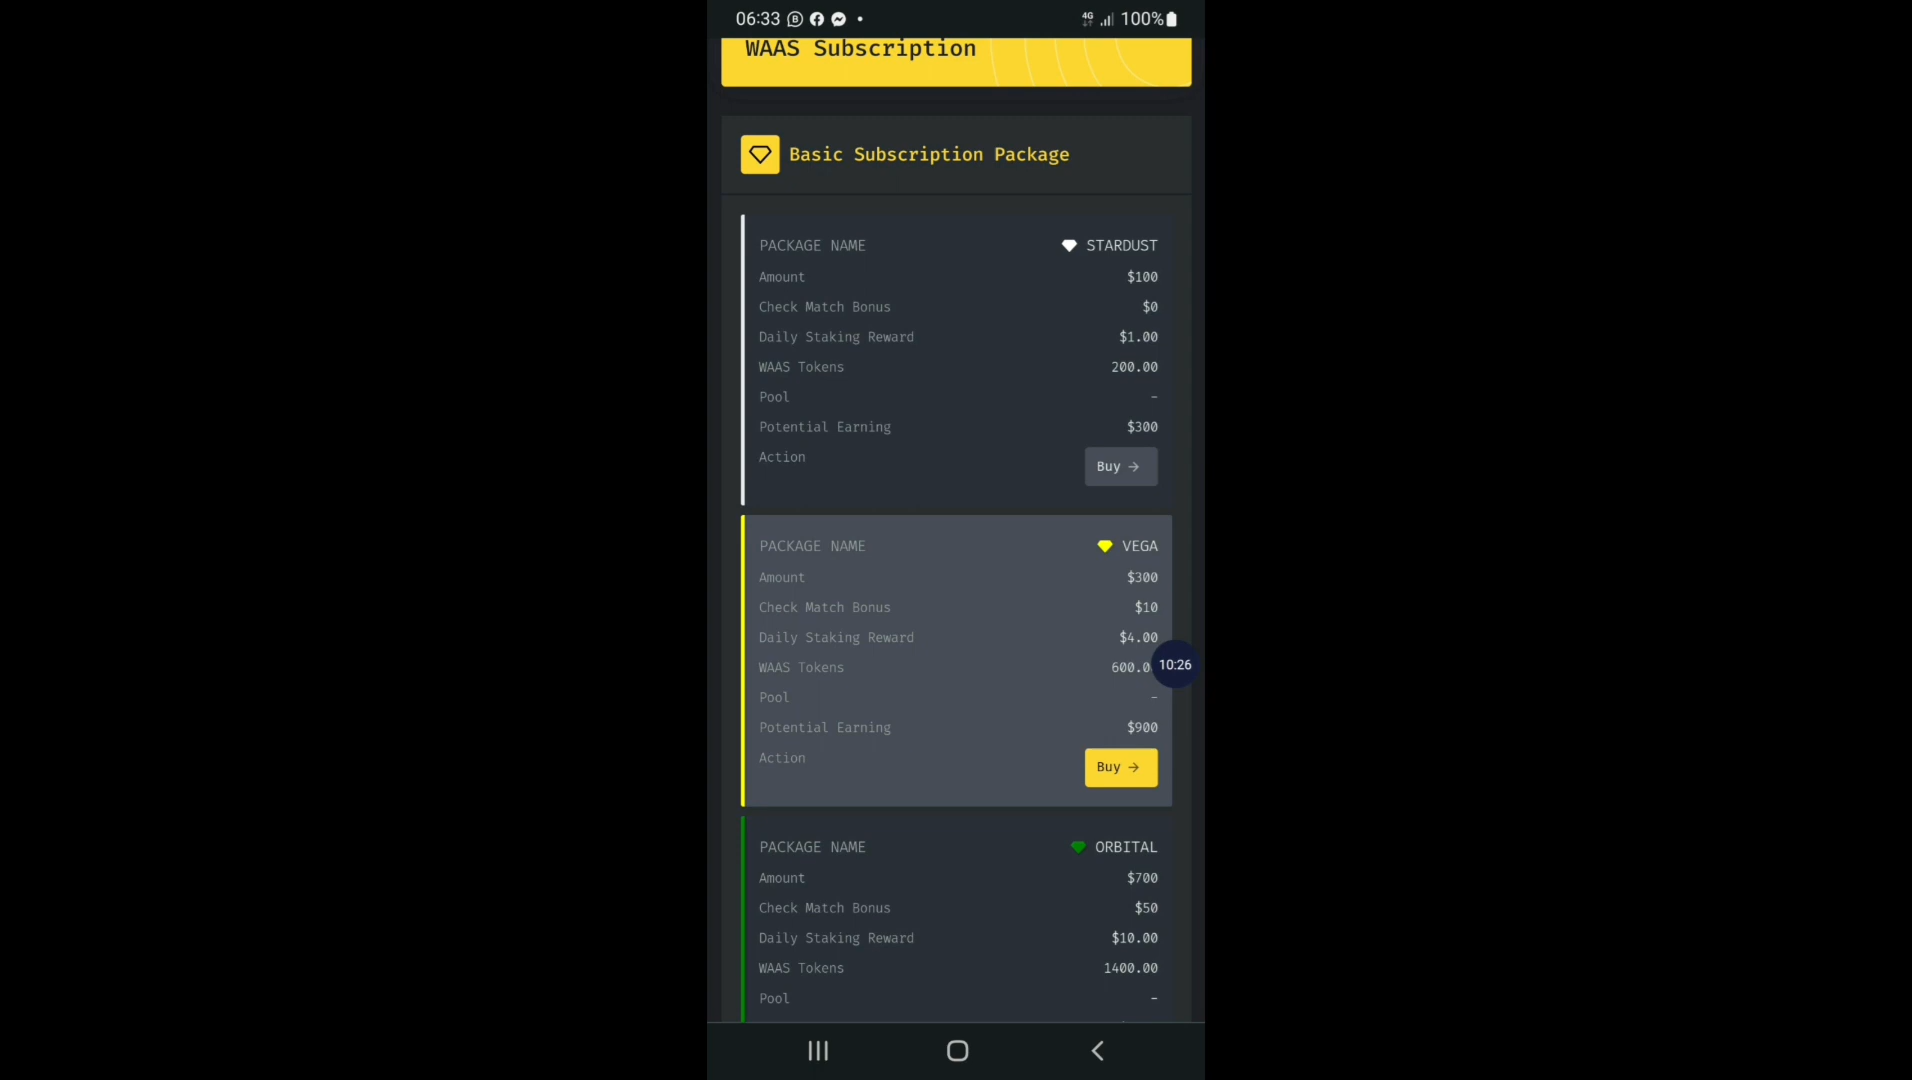 06:33 4G 100%
WAAS Subscription
Basic Subscription Package
PACKAGE NAME STARDUST
Amount $100
Check Match Bonus $0
Daily Staking Reward $1.00
WAAS Tokens 200.00
Pool -
Potential Earning $300
Action Buy →
PACKAGE NAME VEGA
Amount $300
Check Match Bonus $10
Daily Staking Reward $4.00
WAAS Tokens 600.0
10:26
Pool -
Potential Earning $900
Action Buy →
PACKAGE NAME ORBITAL
Amount $700
Check Match Bonus $50
Daily Staking Reward $10.00
WAAS Tokens 1400.00
Pool -